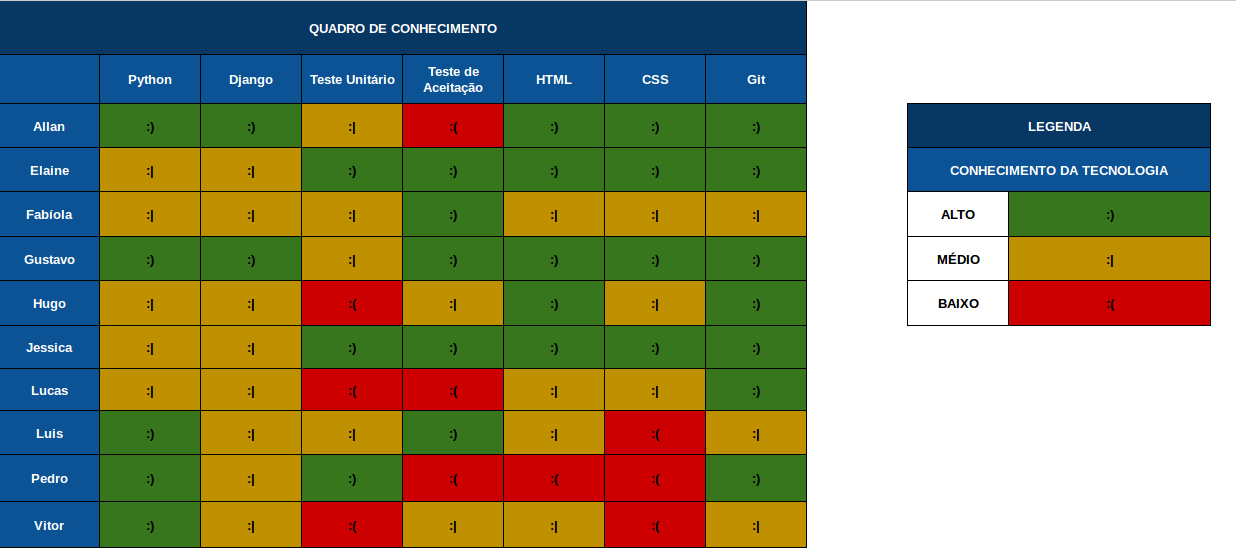 QUADRO DE CONHECIMENTO
Python Django Teste Unitário Teste de Aceitação HTML CSS Git
Allan :) :) :| :( :) :) :)
Elaine :| :| :) :) :) :) :)
Fabíola :| :| :| :) :| :| :|
Gustavo :) :) :| :) :) :) :)
Hugo :| :| :( :| :) :| :)
Jessica :| :| :) :) :) :) :)
Lucas :| :| :( :( :| :| :)
Luis :) :| :| :) :| :( :|
Pedro :) :| :) :( :( :( :)
Vitor :) :| :( :| :| :( :|
LEGENDA
CONHECIMENTO DA TECNOLOGIA
ALTO :)
MÉDIO :|
BAIXO :(